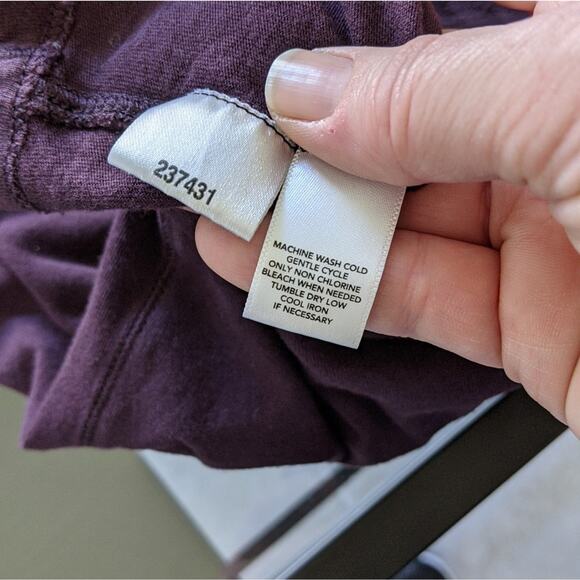 237431
MACHINE WASH COLD
GENTLE CYCLE
ONLY NON CHLORINE
BLEACH WHEN NEEDED
TUMBLE DRY LOW
COOL IRON
IF NECESSARY